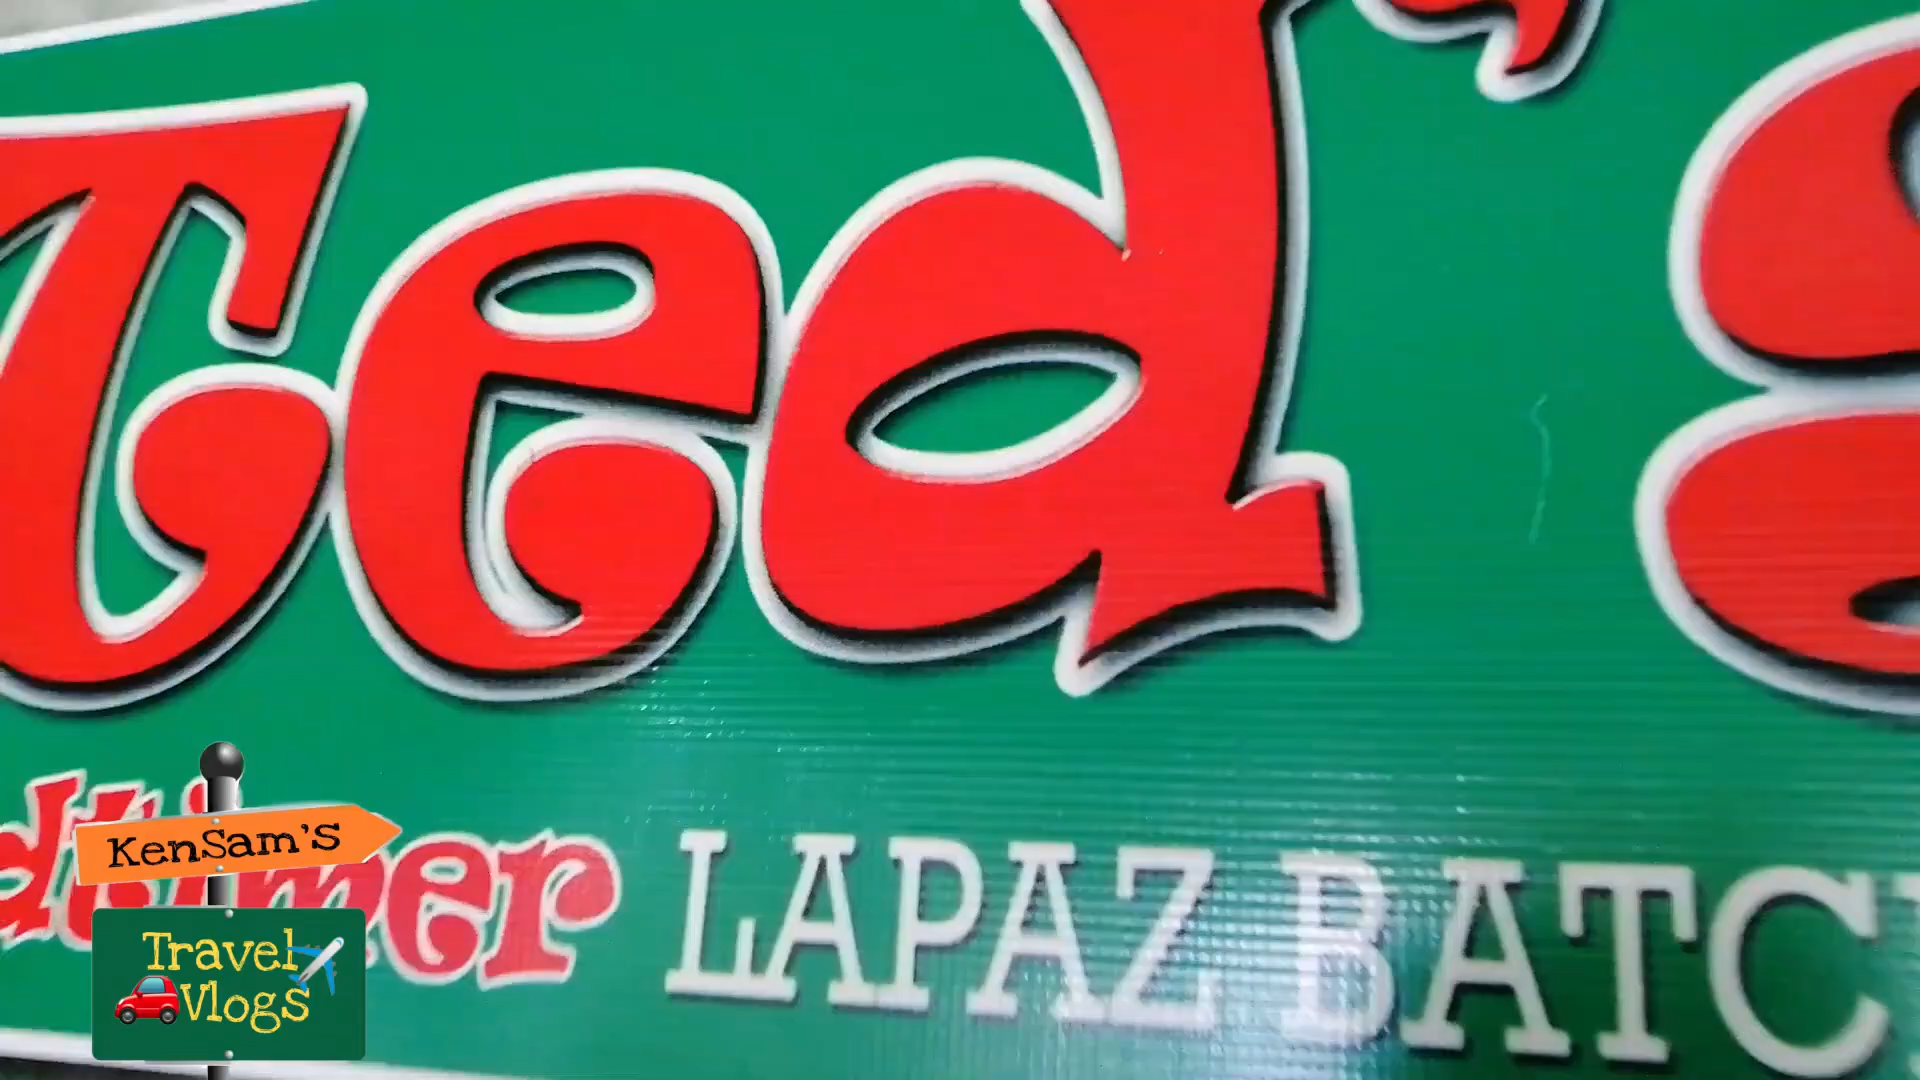 Ted's
LAPAZ BATC
KenSam's
Travel
Vlogs